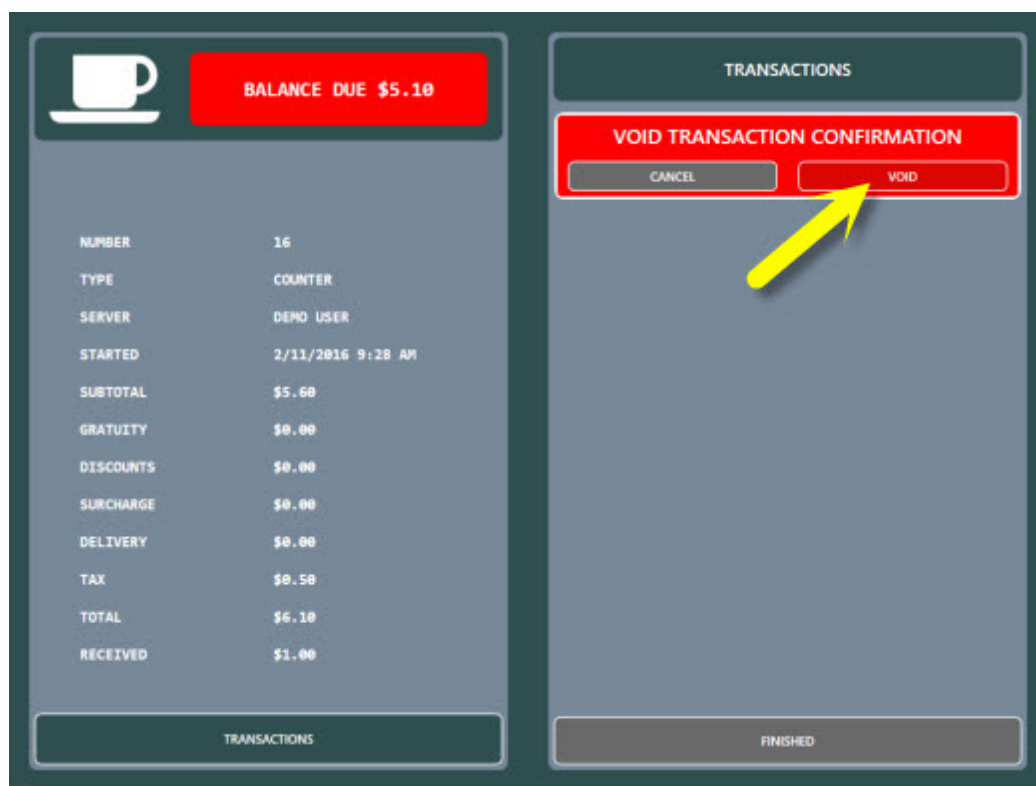 BALANCE DUE $5.10
NUMBER 16
TYPE COUNTER
SERVER DEMO USER
STARTED 2/11/2016 9:28 AM
SUBTOTAL $5.60
GRATUITY $0.00
DISCOUNTS $0.00
SURCHARGE $0.00
DELIVERY $0.00
TAX $0.50
TOTAL $6.10
RECEIVED $1.00
TRANSACTIONS
TRANSACTIONS
VOID TRANSACTION CONFIRMATION
CANCEL VOID
FINISHED